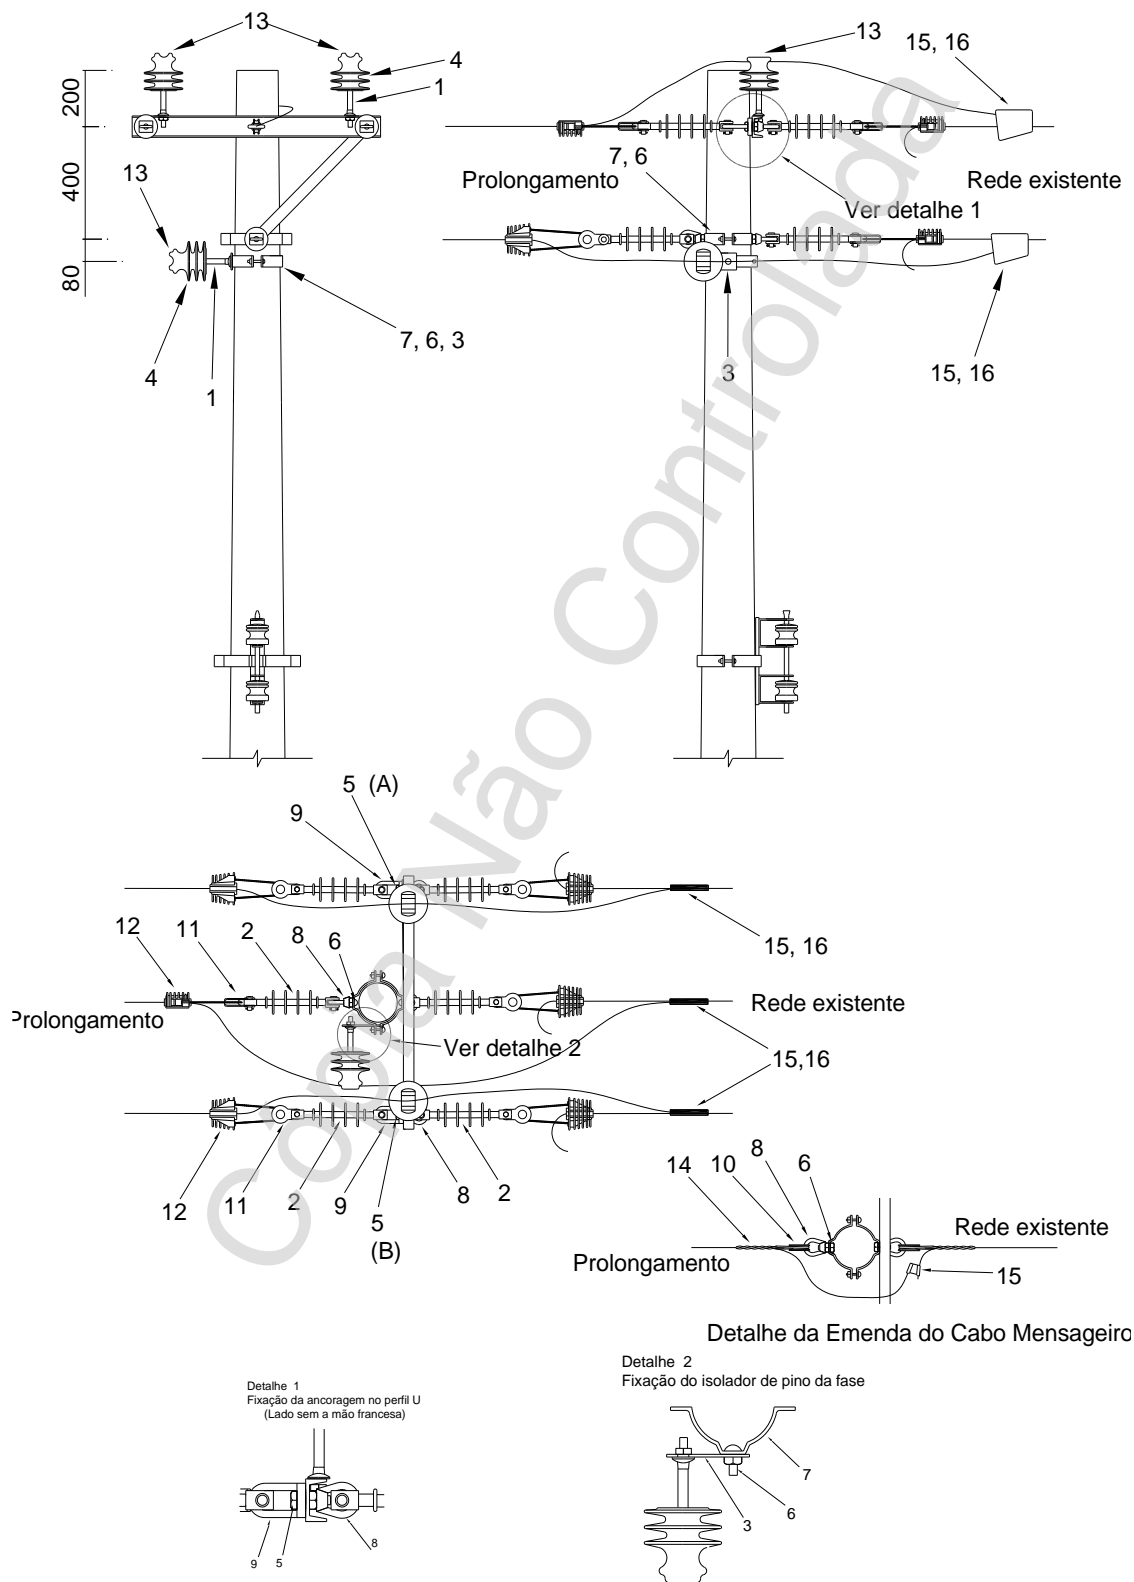 13
13
15, 16
4
1
200
400
80
13
7, 6
Prolongamento
Rede existente
Ver detalhe 1
4
1
7, 6, 3
3
15, 16
5 (A)
9
12
11
2
8
6
15, 16
Prolongamento
Rede existente
Ver detalhe 2
15,16
12
11
2
9
5
(B)
8
2
14
10
8
6
Rede existente
Prolongamento
15
Detalhe da Emenda do Cabo Mensageiro
Detalhe 2
Fixação do isolador de pino da fase
Detalhe 1
Fixação da ancoragem no perfil U
(Lado sem a mão francesa)
7
6
3
9
5
8
Cópia Não Controlada